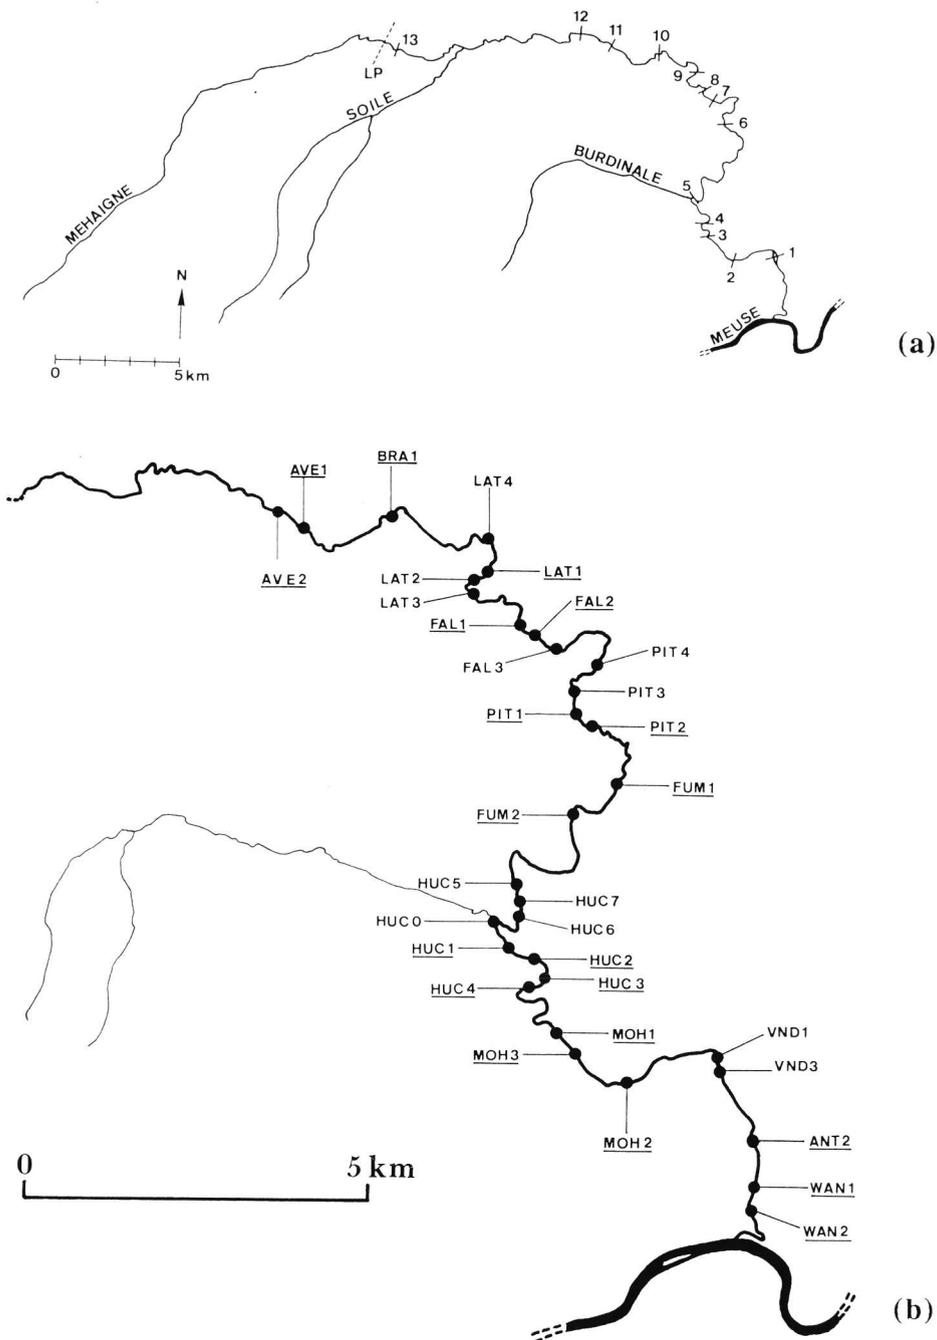 12
11
10
13
LP
9
8
7
SOILE
6
BURDINALE
5
MEHAIGNE
4
3
2
1
N
MEUSE
(a)
0 5km
BRA1
AVE1
LAT4
AVE2
LAT2
LAT1
LAT3
FAL2
FAL1
FAL3
PIT4
PIT3
PIT1
PIT2
FUM1
FUM2
HUC5
HUC7
HUC0
HUC6
HUC1
HUC2
HUC3
HUC4
MOH1
VND1
MOH3
VND3
MOH2
ANT2
0 5 km
WAN1
WAN2
(b)